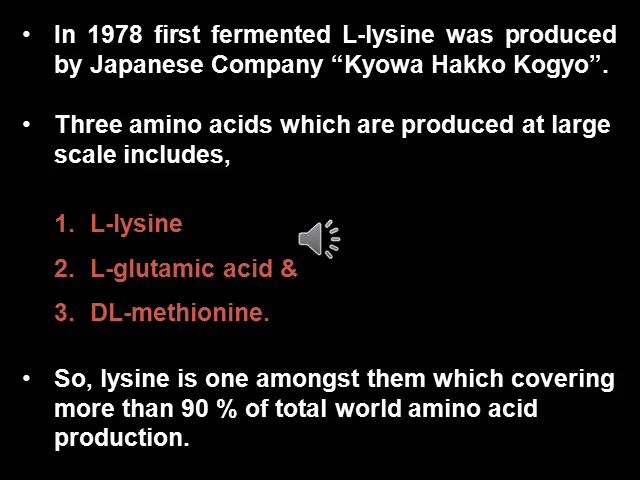 • In 1978 first fermented L-lysine was produced
by Japanese Company “Kyowa Hakko Kogyo”.
• Three amino acids which are produced at large
scale includes,
1. L-lysine
2. L-glutamic acid &
3. DL-methionine.
• So, lysine is one amongst them which covering
more than 90 % of total world amino acid
production.